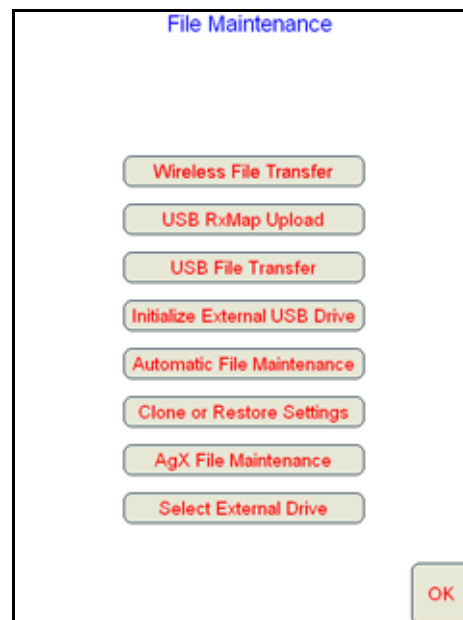 File Maintenance
Wireless File Transfer
USB RxMap Upload
USB File Transfer
Initialize External USB Drive
Automatic File Maintenance
Clone or Restore Settings
AgX File Maintenance
Select External Drive
OK